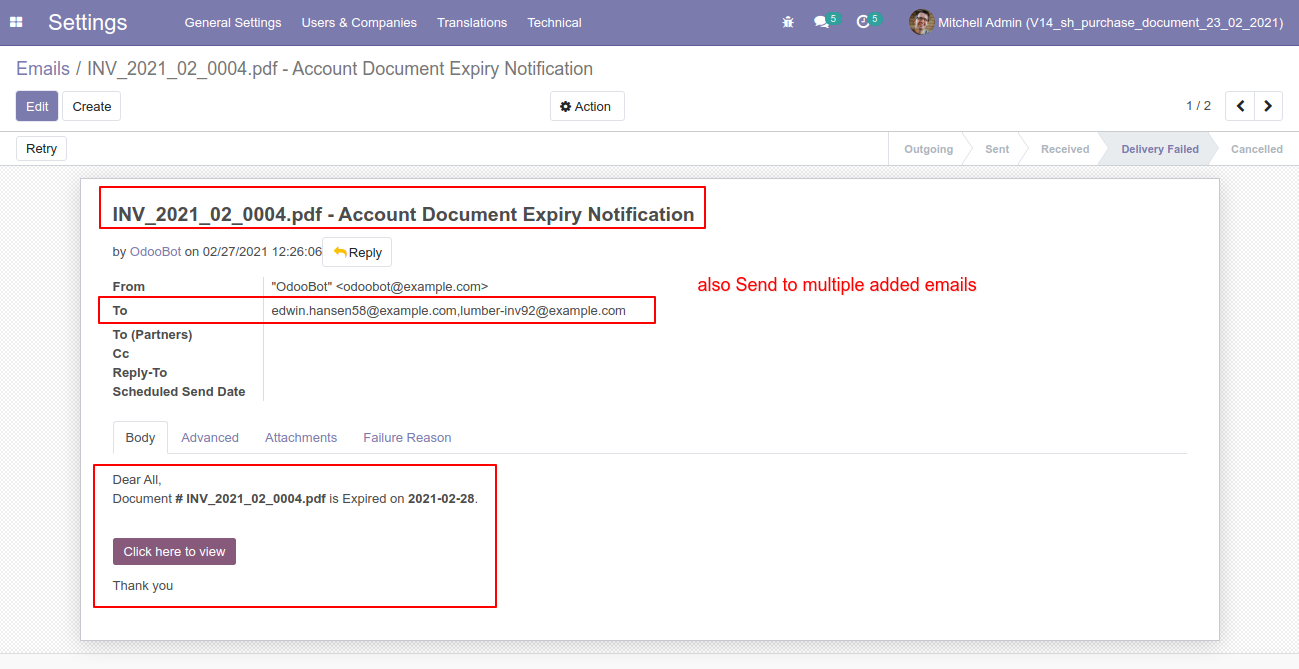 Settings General Settings Users & Companies Translations Technical 5 5 Mitchell Admin (V14_sh_purchase_document_23_02_2021)
Emails / INV_2021_02_0004.pdf - Account Document Expiry Notification
Edit Create Action 1 / 2
Retry Outgoing Sent Received Delivery Failed Cancelled
INV_2021_02_0004.pdf - Account Document Expiry Notification
by OdooBot on 02/27/2021 12:26:06 Reply
From "OdooBot" <odoobot@example.com>
also Send to multiple added emails
To edwin.hansen58@example.com,lumber-inv92@example.com
To (Partners)
Cc
Reply-To
Scheduled Send Date
Body Advanced Attachments Failure Reason
Dear All,
Document # INV_2021_02_0004.pdf is Expired on 2021-02-28.
Click here to view
Thank you